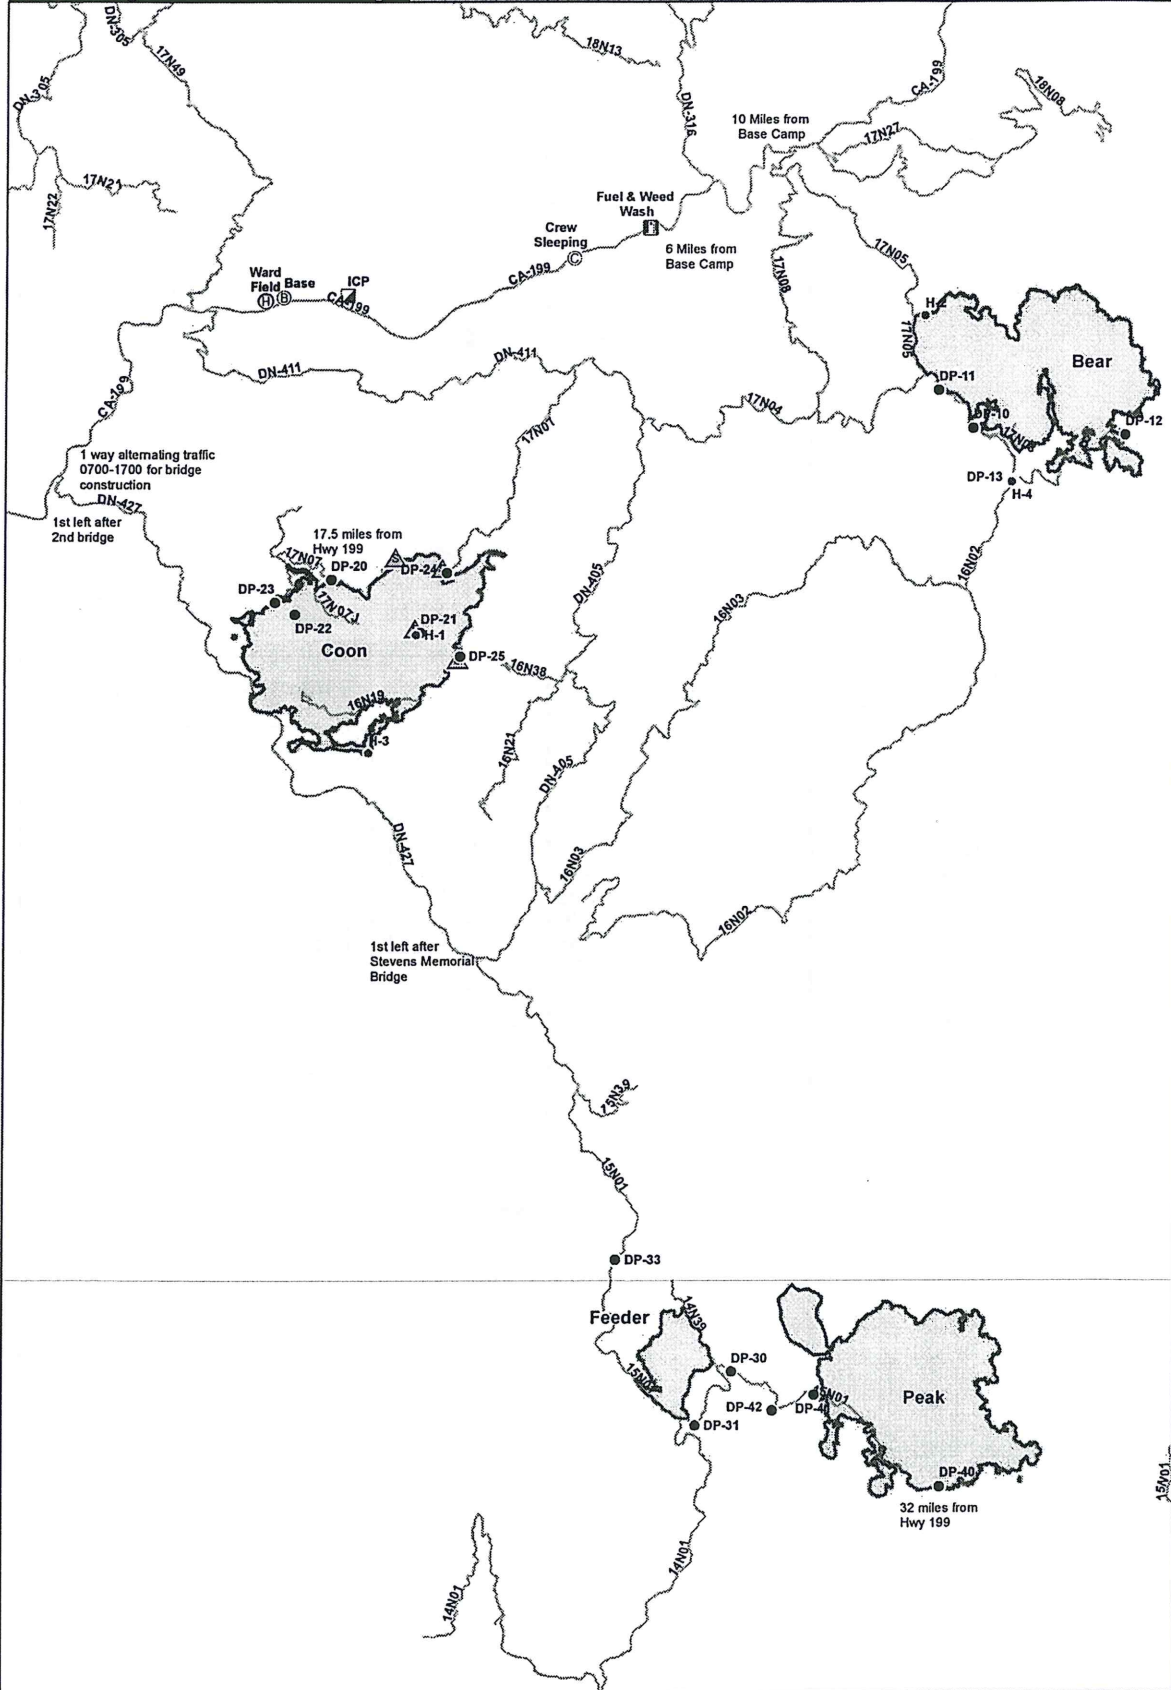 DN-305
17N49
18N13
CA-199
DN-305
DN-316
18N08
10 Miles from
Base Camp
17N27
17N21
17N22
Fuel & Weed
Wash
Crew
Sleeping
C
6 Miles from
Base Camp
17N05
CA-199
17N08
Ward
Field
Base
ICP
H
B
CA-199
17N05
Bear
DN-411
DN-411
DP-11
CA-199
17N04
DP-10
DP-12
17N07
1 way alternating traffic
0700-1700 for bridge
construction
DP-13
H-4
DN-427
1st left after
2nd bridge
17.5 miles from
Hwy 199
17N07
DP-20
S
DP-24
16N02
DP-23
DN-405
17N07J
16N03
DP-22
DP-21
H-1
Coon
DP-25
16N38
16N19
H-3
16N21
DN-405
DN-427
16N03
16N02
1st left after
Stevens Memorial
Bridge
15N39
15N01
DP-33
Feeder
14N39
DP-30
15N01
15N01
Peak
DP-42
DP-31
DP-40
15N01
32 miles from
Hwy 199
14N01
14N01